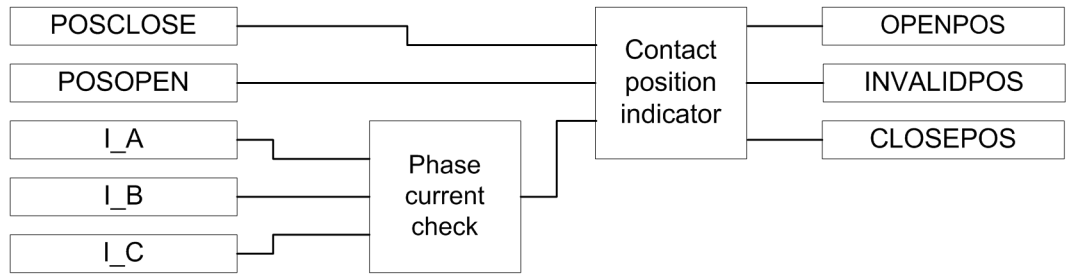 POSCLOSE
POSOPEN
I_A
I_B
I_C
Phase
current
check
Contact
position
indicator
OPENPOS
INVALIDPOS
CLOSEPOS